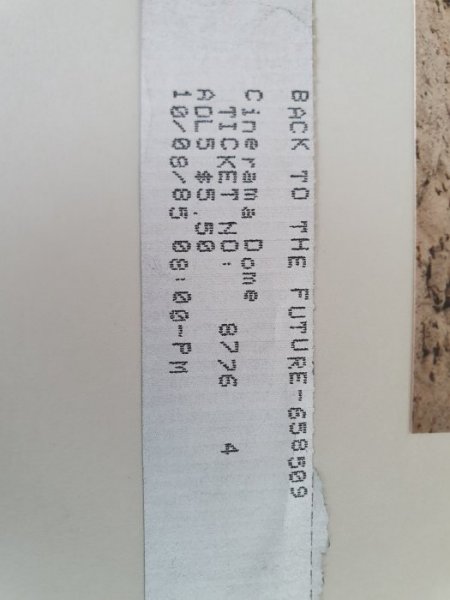 BACK TO THE FUTURE-658509
Cinerama Dome
TICKET NO: 8776 4
ADL5 $5.50
10/08/85 08:00-PM